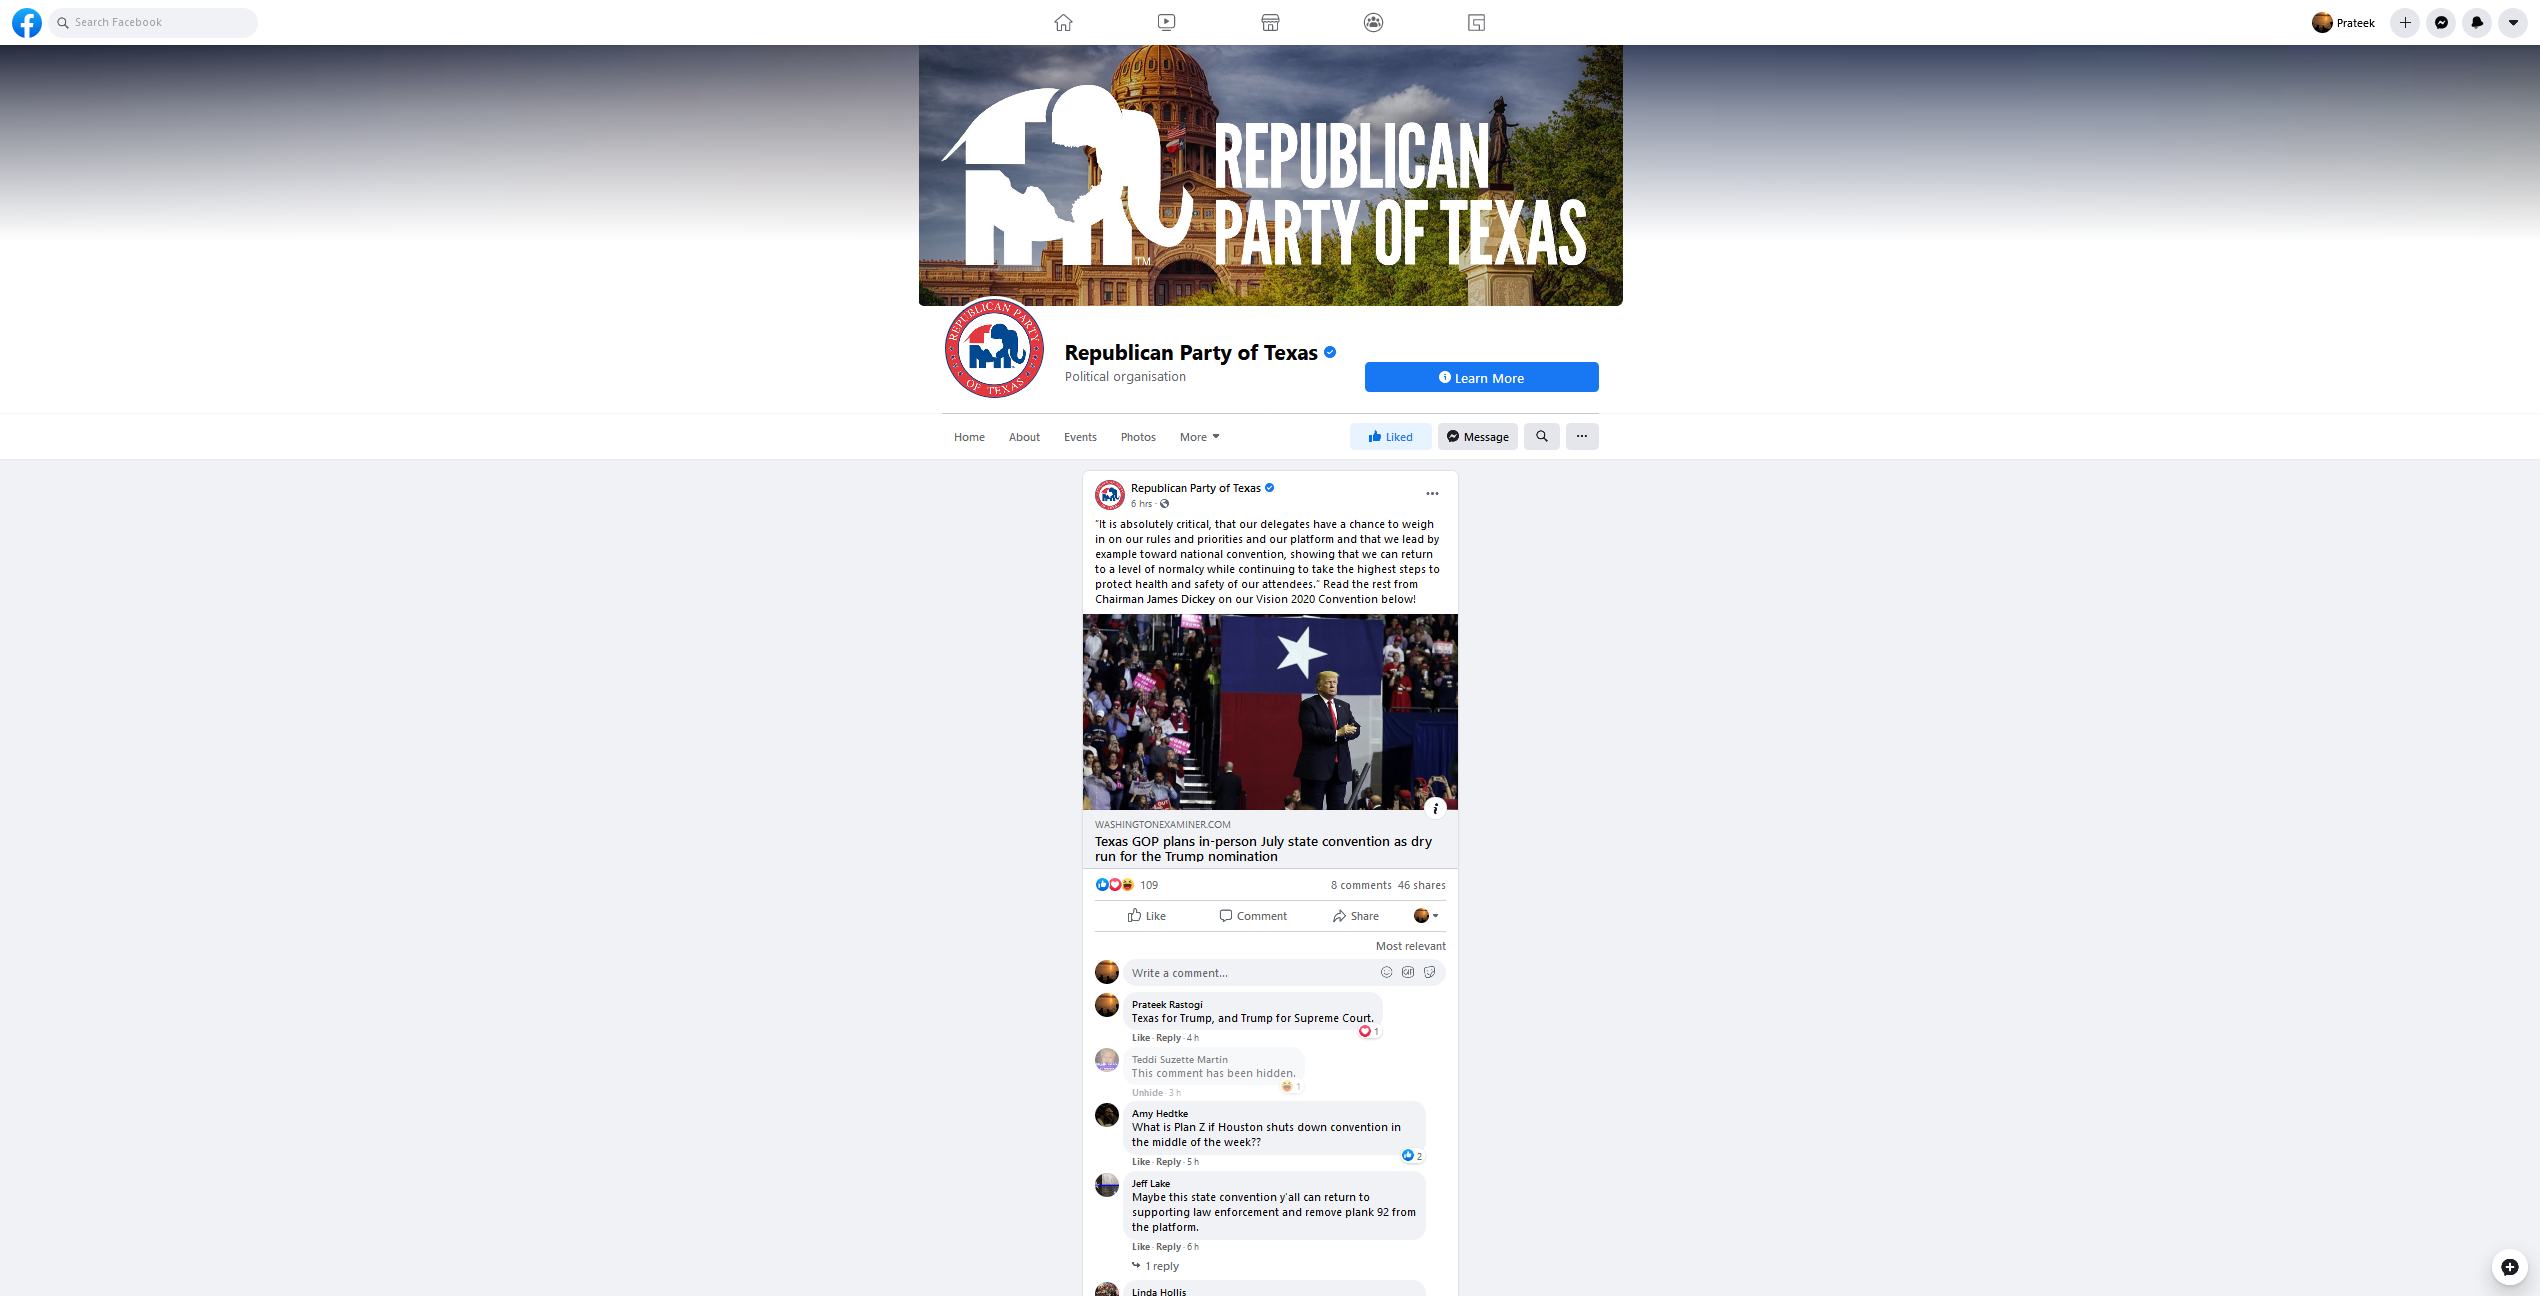 Search Facebook
Prateek
REPUBLICAN
PARTY OF TEXAS
TM
REPUBLICAN PARTY
OF TEXAS
Republican Party of Texas
Political organisation
Learn More
Home
About
Events
Photos
More
Liked
Message
Republican Party of Texas
6 hrs ·
"It is absolutely critical, that our delegates have a chance to weigh
in on our rules and priorities and our platform and that we lead by
example toward national convention, showing that we can return
to a level of normalcy while continuing to take the highest steps to
protect health and safety of our attendees." Read the rest from
Chairman James Dickey on our Vision 2020 Convention below!
WOMEN FOR TRUMP
WASHINGTONEXAMINER.COM
Texas GOP plans in-person July state convention as dry
run for the Trump nomination
109
8 comments 46 shares
Like
Comment
Share
Most relevant
Write a comment...
GIF
Prateek Rastogi
Texas for Trump, and Trump for Supreme Court.
1
Like · Reply · 4 h
Teddi Suzette Martin
This comment has been hidden.
1
Unhide · 3 h
Amy Hedtke
What is Plan Z if Houston shuts down convention in
the middle of the week??
2
Like · Reply · 5 h
Jeff Lake
Maybe this state convention y'all can return to
supporting law enforcement and remove plank 92 from
the platform.
Like · Reply · 6 h
1 reply
Linda Hollis